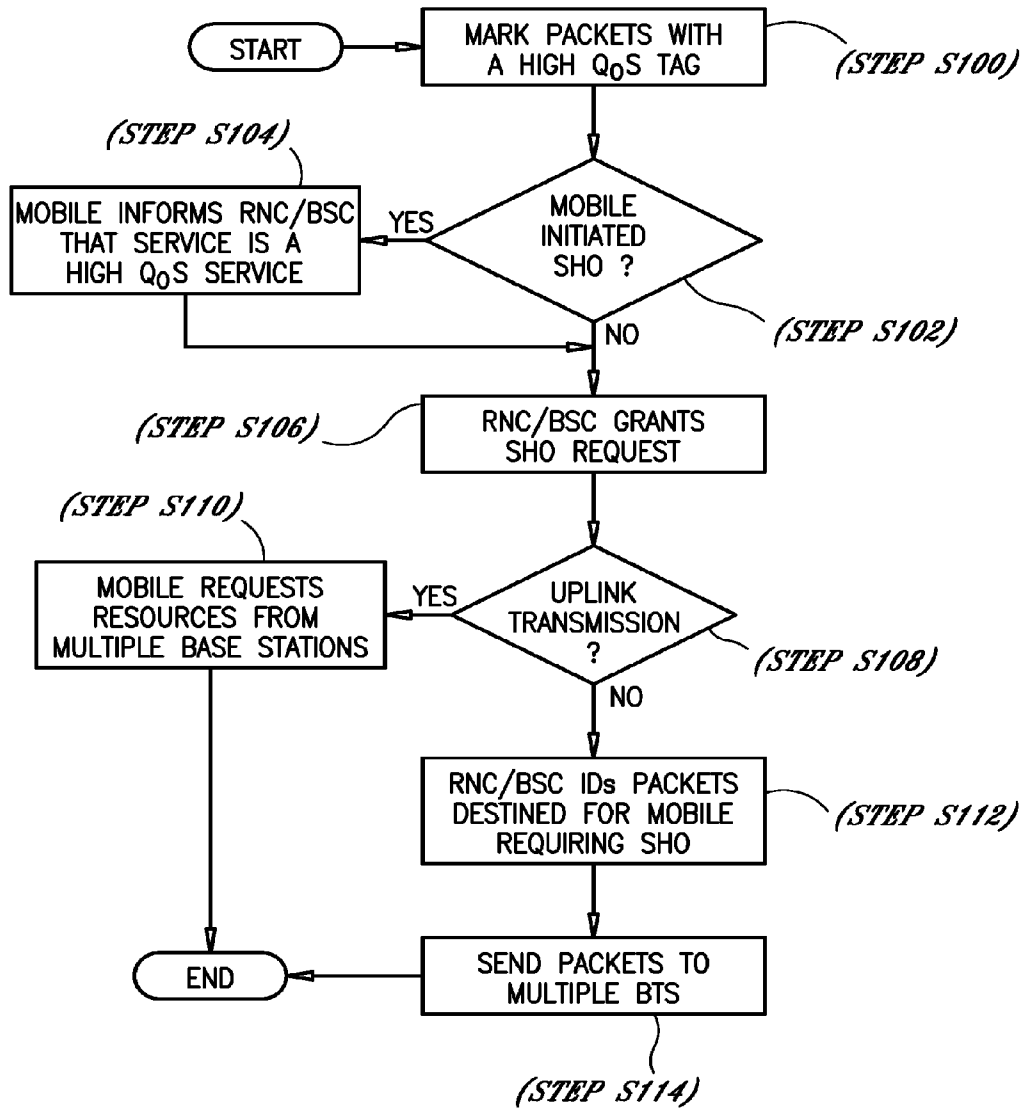 START
MARK PACKETS WITH
A HIGH QoS TAG
(STEP S100)
(STEP S104)
MOBILE INFORMS RNC/BSC
THAT SERVICE IS A
HIGH QoS SERVICE
YES
MOBILE
INITIATED
SHO ?
NO
(STEP S102)
(STEP S106)
RNC/BSC GRANTS
SHO REQUEST
(STEP S110)
MOBILE REQUESTS
RESOURCES FROM
MULTIPLE BASE STATIONS
YES
UPLINK
TRANSMISSION
?
(STEP S108)
NO
RNC/BSC IDs PACKETS
DESTINED FOR MOBILE
REQUIRING SHO
(STEP S112)
END
SEND PACKETS TO
MULTIPLE BTS
(STEP S114)